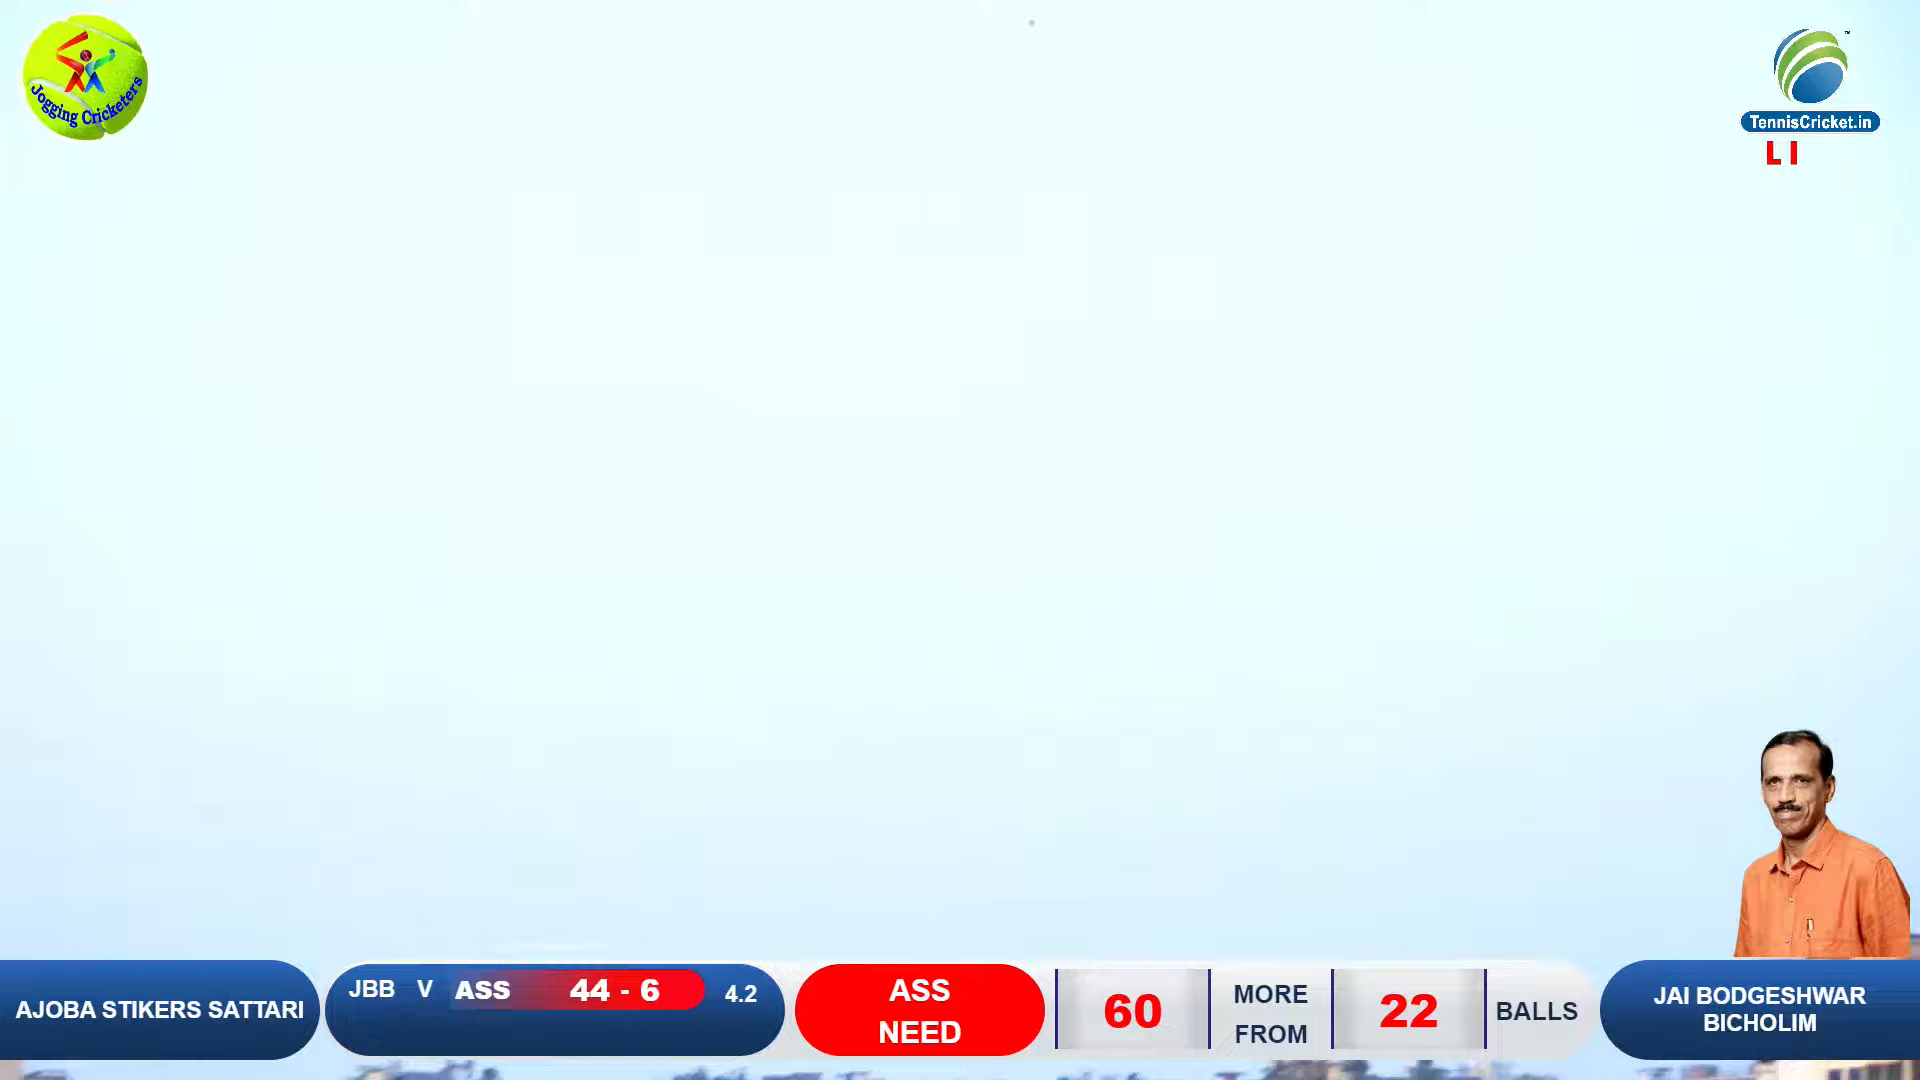 Jogging Cricketers
TM
TennisCricket.in
LI
AJOBA STIKERS SATTARI
JBB V ASS 44 - 6 4.2
ASS
NEED
60
MORE
FROM
22
BALLS
JAI BODGESHWAR
BICHOLIM